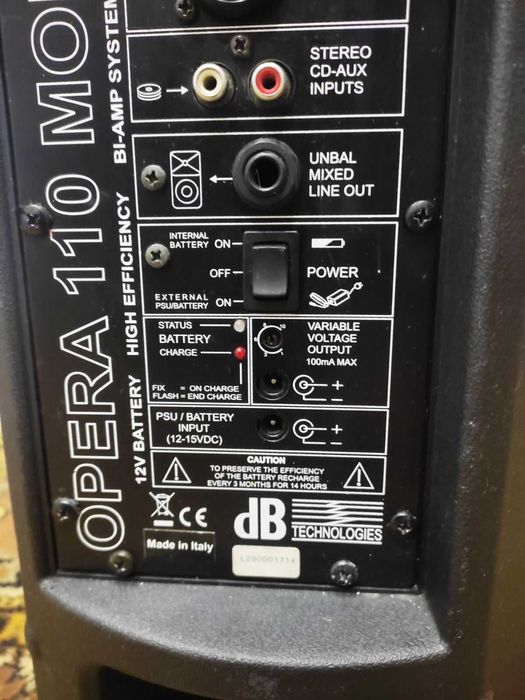 OPERA 110 MO
12V BATTERY HIGH EFFICIENCY BI-AMP SYSTEM
STEREO
CD-AUX
INPUTS
UNBAL
MIXED
LINE OUT
INTERNAL
BATTERY ON
OFF
POWER
EXTERNAL
PSU/BATTERY ON
STATUS
BATTERY
CHARGE
FIX = ON CHARGE
FLASH = END CHARGE
VARIABLE
VOLTAGE
OUTPUT
100mA MAX
+
–
PSU / BATTERY
INPUT
(12-15VDC)
+
–
CAUTION
TO PRESERVE THE EFFICIENCY
OF THE BATTERY RECHARGE
EVERY 3 MONTHS FOR 14 HOURS
CE
dB
TECHNOLOGIES
Made in Italy
L290001714